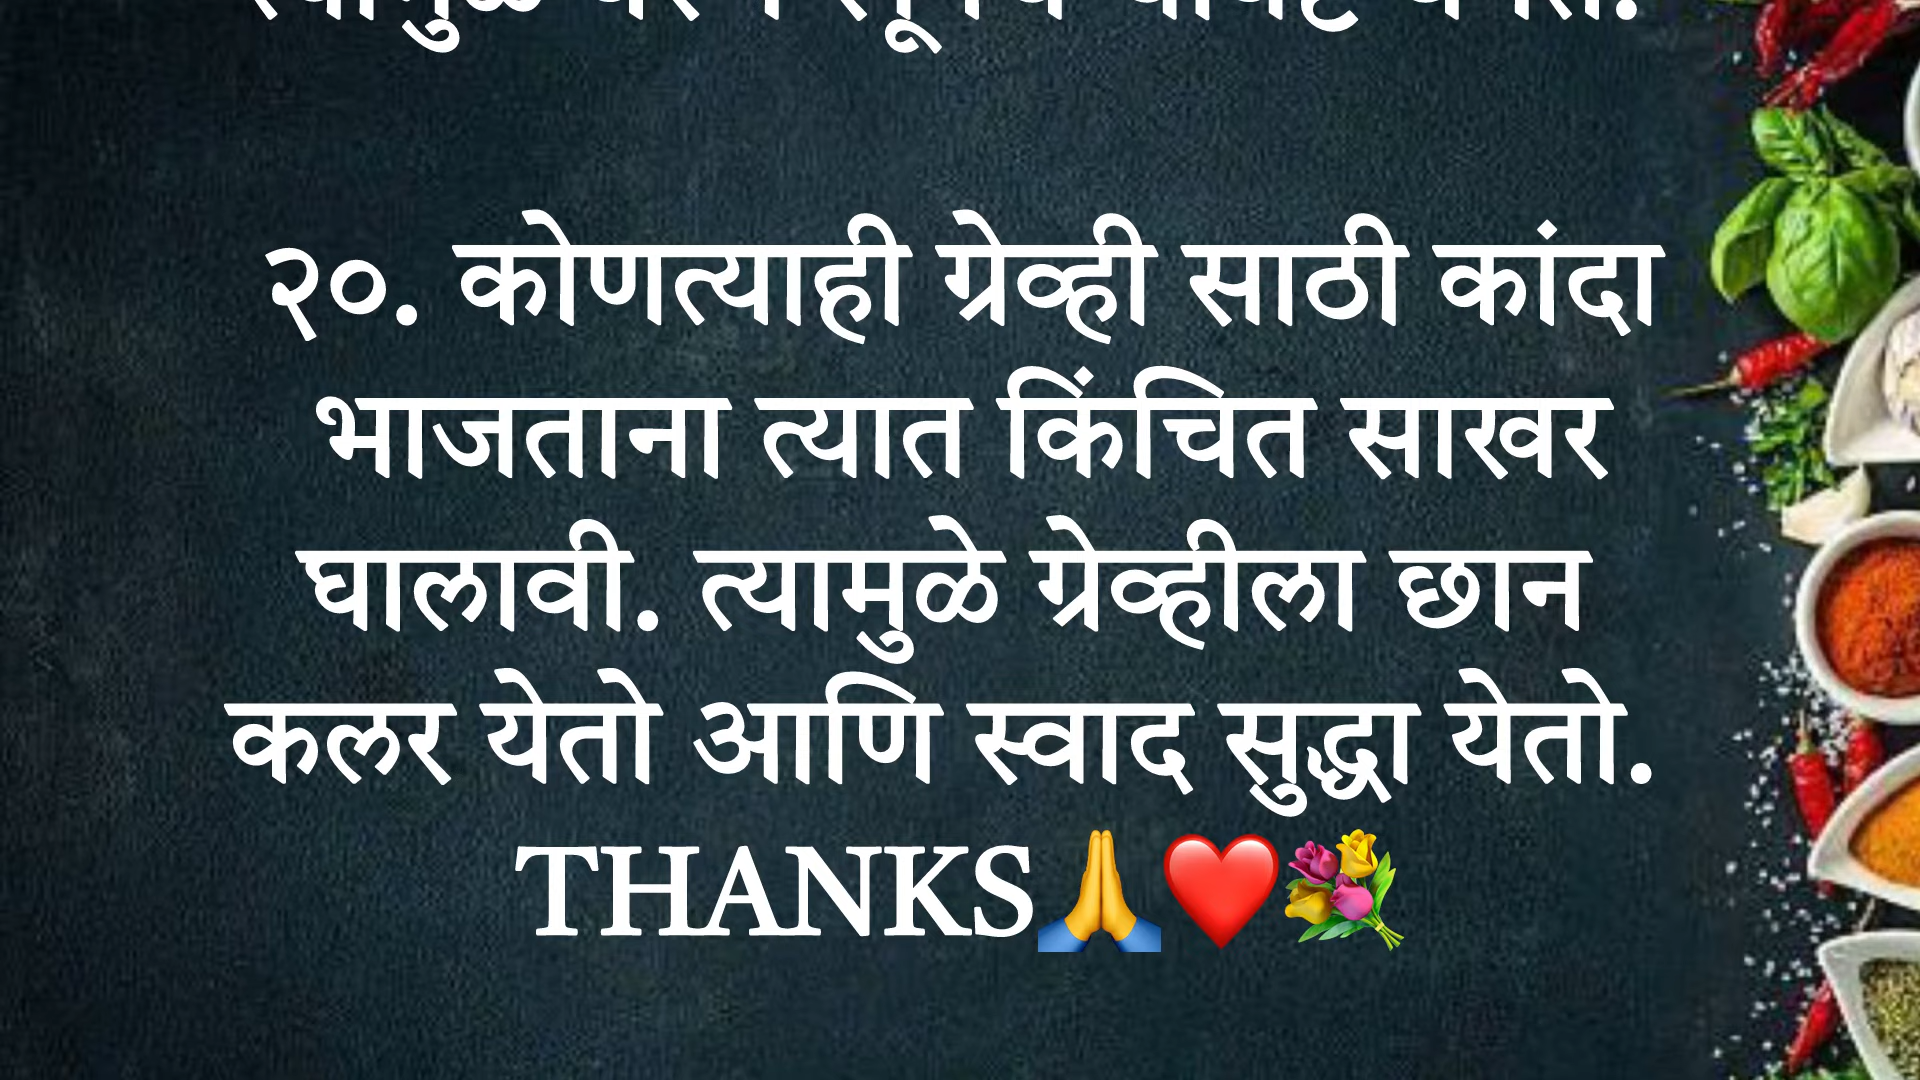 २०. कोणत्याही ग्रेव्ही साठी कांदा
भाजताना त्यात किंचित साखर
घालावी. त्यामुळे ग्रेव्हीला छान
कलर येतो आणि स्वाद सुद्धा येतो.
THANKS🙏❤️💐